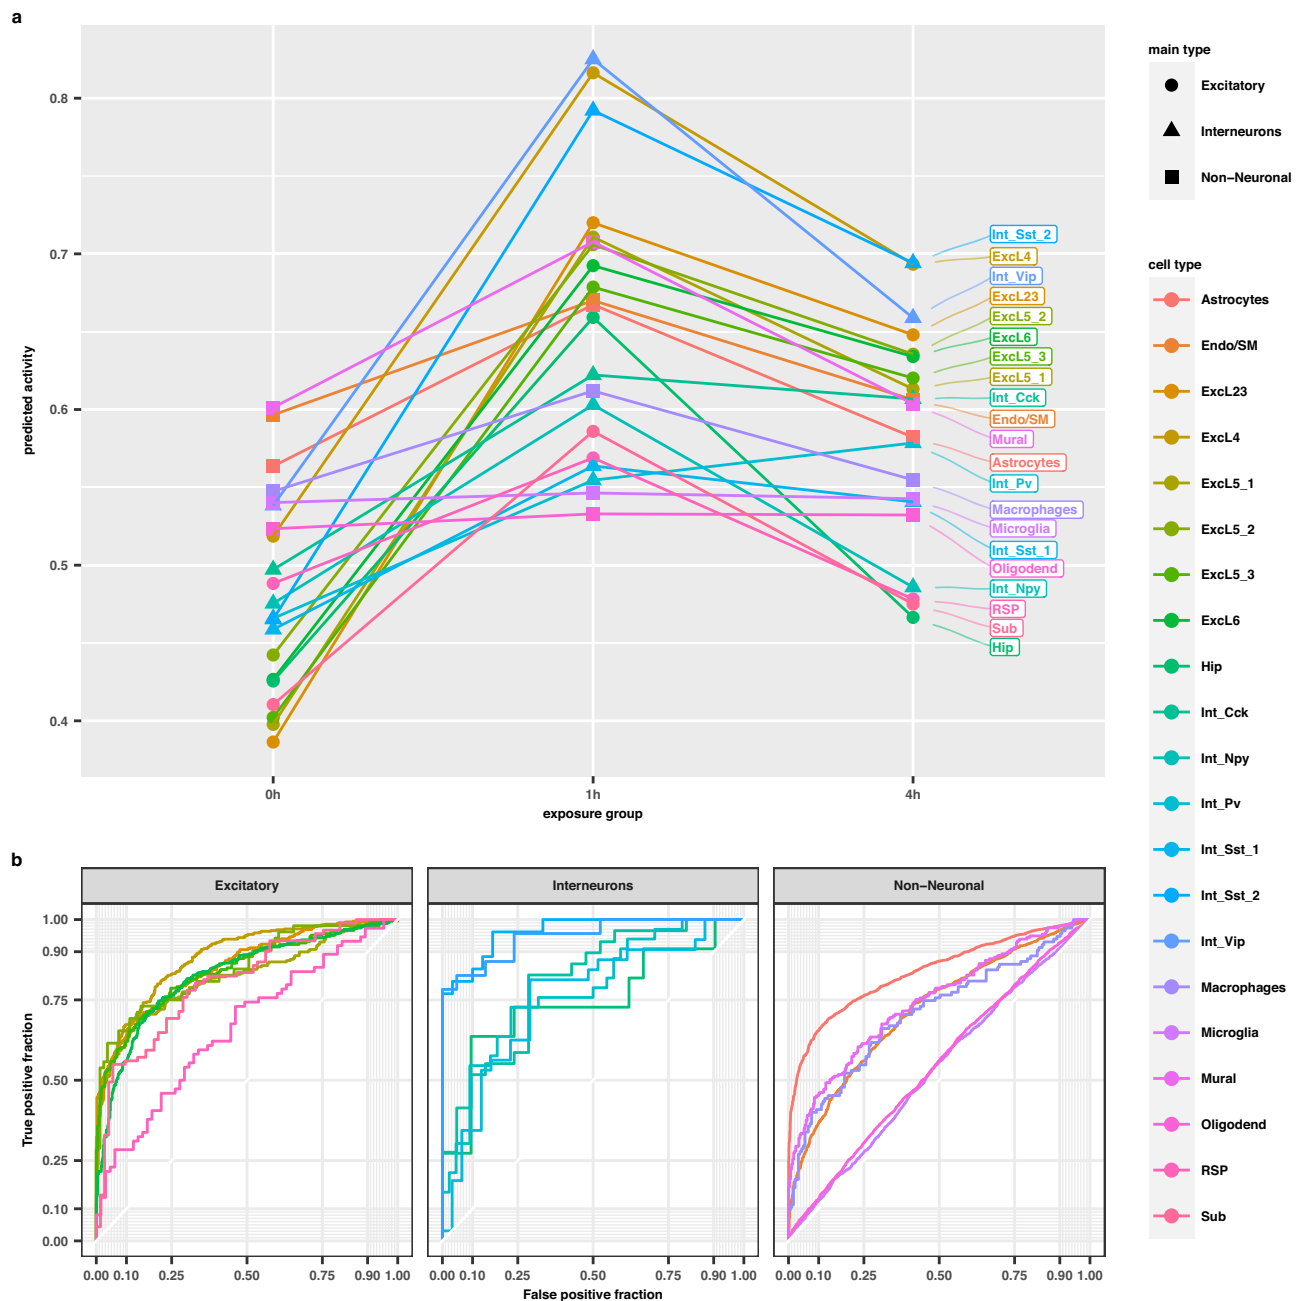 a
0.8
0.7
0.6
0.5
0.4
predicted activity
0h
1h
4h
exposure group
Int_Sst_2
ExcL4
Int_Vip
ExcL23
ExcL5_2
ExcL6
ExcL5_3
ExcL5_1
Int_Cck
Endo/SM
Mural
Astrocytes
Int_Pv
Macrophages
Microglia
Int_Sst_1
Oligodend
Int_Npy
RSP
Sub
Hip
main type
Excitatory
Interneurons
Non−Neuronal
cell type
Astrocytes
Endo/SM
ExcL23
ExcL4
ExcL5_1
ExcL5_2
ExcL5_3
ExcL6
Hip
Int_Cck
Int_Npy
Int_Pv
Int_Sst_1
Int_Sst_2
Int_Vip
Macrophages
Microglia
Mural
Oligodend
RSP
Sub
b
Excitatory
Interneurons
Non−Neuronal
1.00
0.90
0.75
0.50
0.25
0.10
0.00
True positive fraction
0.00 0.10 0.25 0.50 0.75 0.90 1.00
0.00 0.10 0.25 0.50 0.75 0.90 1.00
0.00 0.10 0.25 0.50 0.75 0.90 1.00
False positive fraction